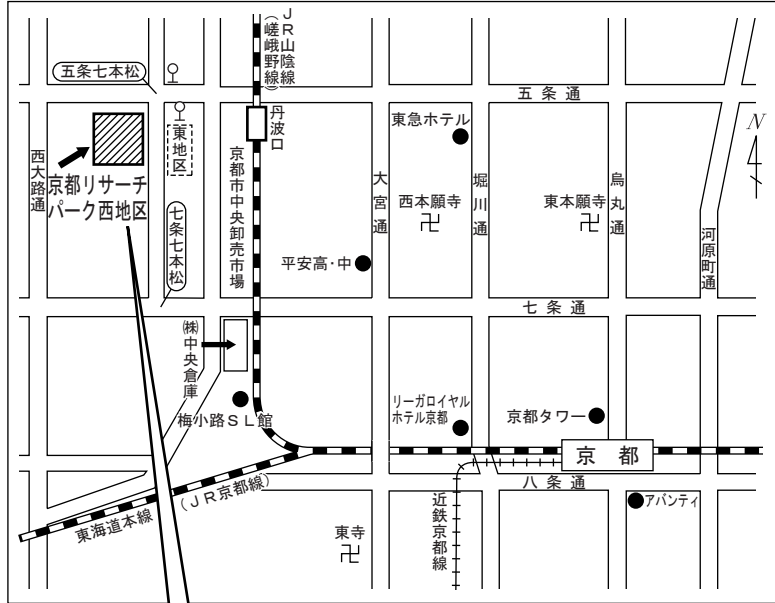 JR山陰線
(嵯峨野線)
五条七本松
五条通
丹波口
東急ホテル
N
東地区
西大路通
京都リサーチ
パーク西地区
京都市中央卸売市場
大宮通
西本願寺
卍
堀川通
東本願寺
卍
烏丸通
河原町通
七条七本松
平安高・中
七条通
㈱中央倉庫
梅小路SL館
リーガロイヤル
ホテル京都
京都タワー
京都
八条通
(JR京都線)
東海道本線
近鉄京都線
アバンティ
東寺
卍